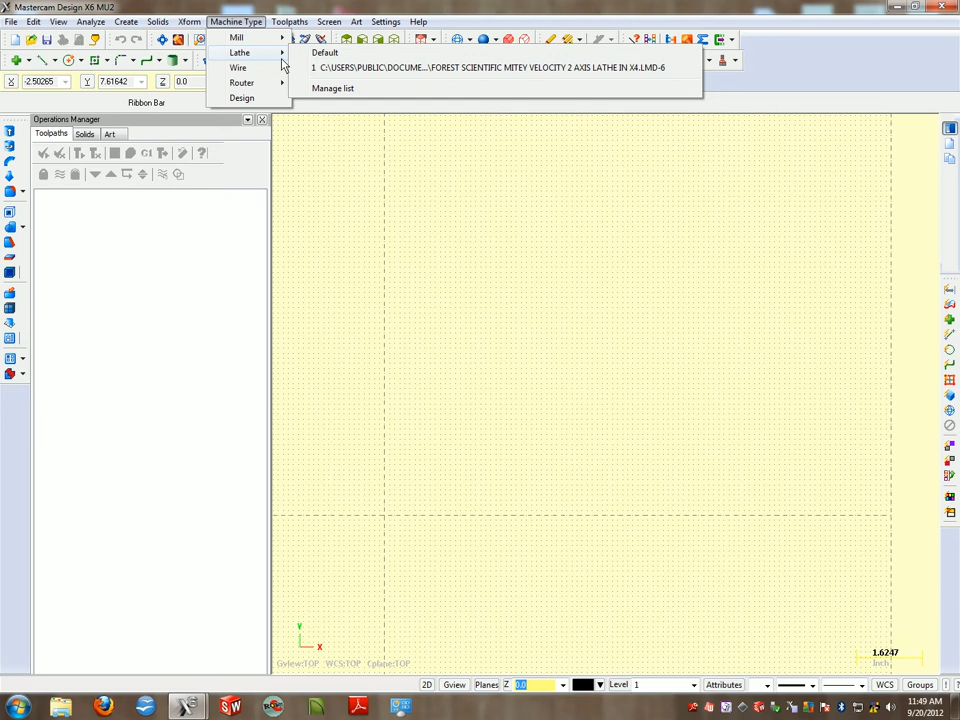 Mastercam Design X6 MU2
File Edit View Analyze Create Solids Xform Machine Type Toolpaths Screen Art Settings Help
Mill
Lathe
Wire
Router
Design
Default
1 C:\USERS\PUBLIC\DOCUME...\FOREST SCIENTIFIC MITEY VELOCITY 2 AXIS LATHE IN X4.LMD-6
Manage list
X -2.50265 Y 7.61642 Z 0.0
Ribbon Bar
Operations Manager
Toolpaths Solids Art
G1
Y
X
Gview:TOP WCS:TOP Cplane:TOP
1.6247
Inch
2D Gview Planes Z 0.0 Level 1 Attributes WCS Groups
11:49 AM
9/20/2012